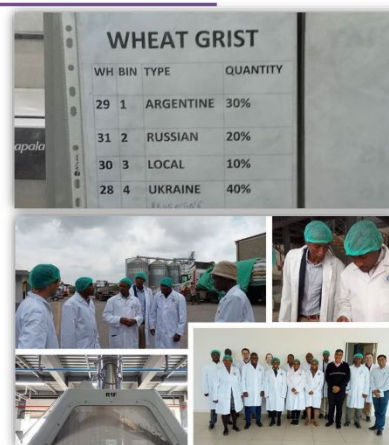 WHEAT GRIST
WH BIN TYPE QUANTITY
29 1 ARGENTINE 30%
31 2 RUSSIAN 20%
30 3 LOCAL 10%
28 4 UKRAINE 40%
apala